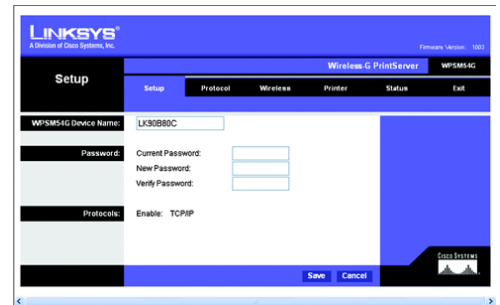 LINKSYS®
A Division of Cisco Systems, Inc.
Firmware Version: 1003
Setup
Wireless-G PrintServer
WPSM54G
Setup
Protocol
Wireless
Printer
Status
Exit
WPSM54G Device Name:
LK90B80C
Password:
Current Password:
New Password:
Verify Password:
Protocols:
Enable: TCP/IP
Save
Cancel
CISCO SYSTEMS